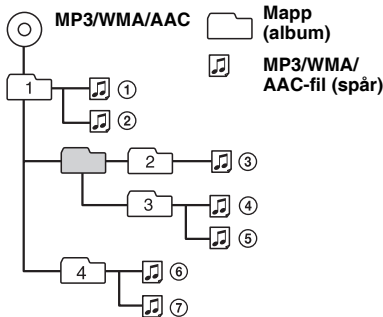 MP3/WMA/AAC
Mapp
(album)
MP3/WMA/
AAC-fil (spår)
1
①
②
2
③
3
④
⑤
4
⑥
⑦